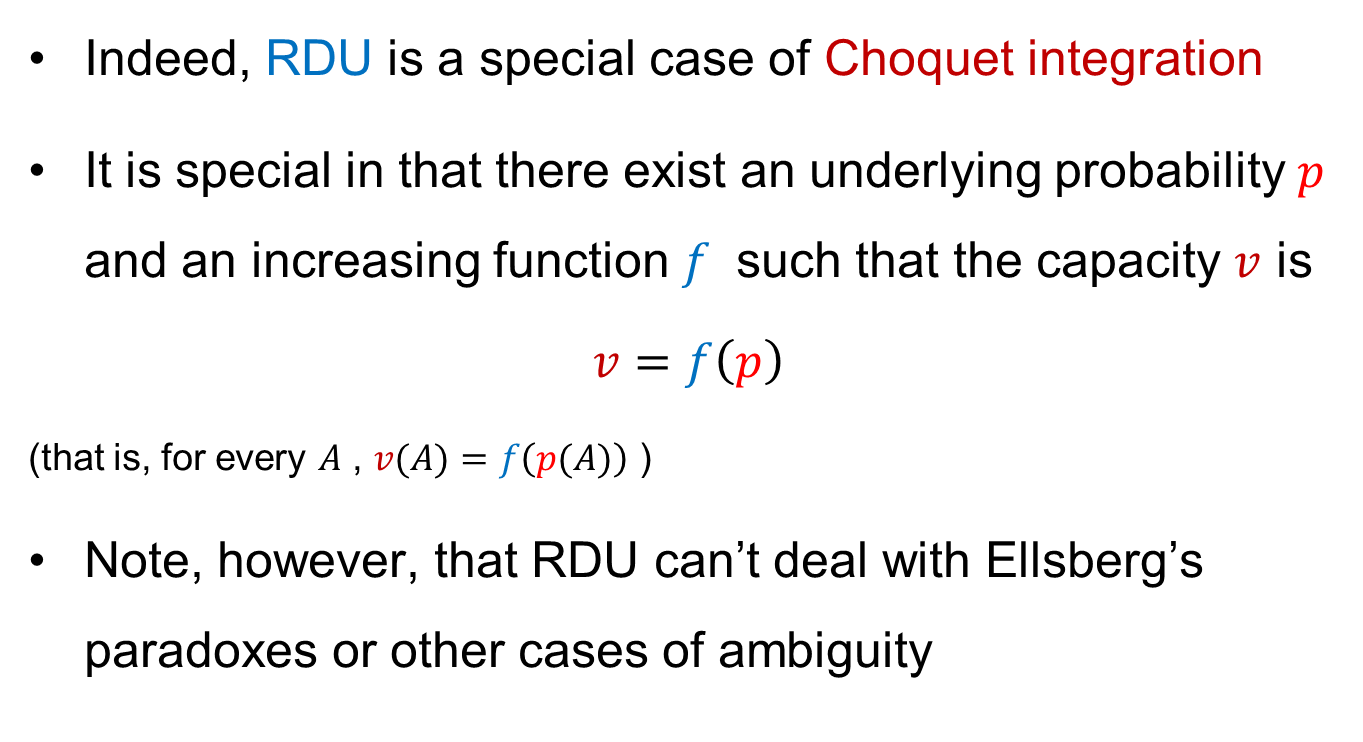 • Indeed, RDU is a special case of Choquet integration
• It is special in that there exist an underlying probability 𝑝
and an increasing function 𝑓 such that the capacity 𝑣 is
𝑣 = 𝑓(𝑝)
(that is, for every 𝐴 , 𝑣(𝐴) = 𝑓(𝑝(𝐴)) )
• Note, however, that RDU can’t deal with Ellsberg’s
paradoxes or other cases of ambiguity